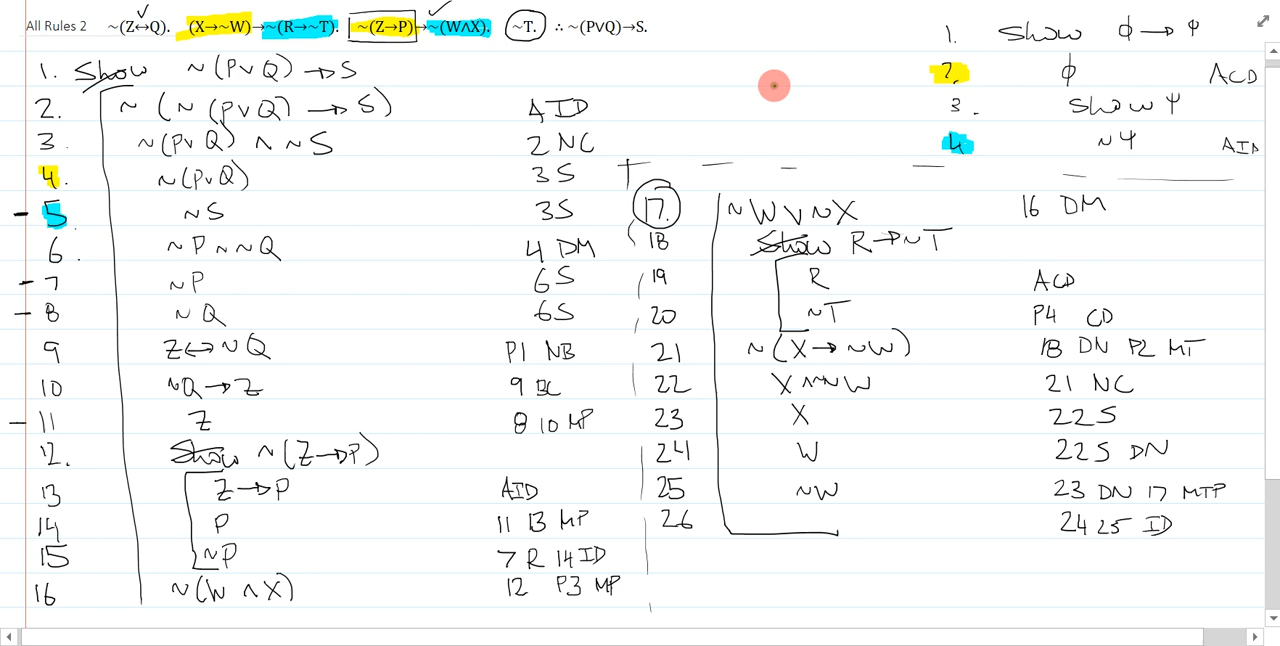 All Rules 2 ~(Z↔Q). (X→~W)→~(R→~T). ~(Z→P)→~(W∧X). ~T. ∴ ~(P∨Q)→S.
1. Show ~(P∨Q) → S
2. ~(~(P∨Q) → S) AID
3. ~(P∨Q) ∧ ~S 2 NC
4. ~(P∨Q) 3 S
5. ~S 3 S
6. ~P ∧ ~Q 4 DM
7 ~P 6 S
8 ~Q 6 S
9 Z↔~Q P1 NB
10 ~Q→Z 9 BC
11 Z 8 10 MP
12. Show ~(Z→P)
13 Z→P AID
14 P 11 13 MP
15 ~P 7 R 14 ID
16 ~(W ∧ X) 12 P3 MP
1. Show Φ → Ψ
2. Φ ACD
3. Show Ψ
4 ~Ψ AID
17. ~W ∨ ~X 16 DM
18 Show R→~T
19 R ACD
20 ~T P4 CD
21 ~(X→~W) 18 DN P2 MT
22 X ∧ ~~W 21 NC
23 X 22 S
24 W 22 S DN
25 ~W 23 DN 17 MTP
26 24 25 ID